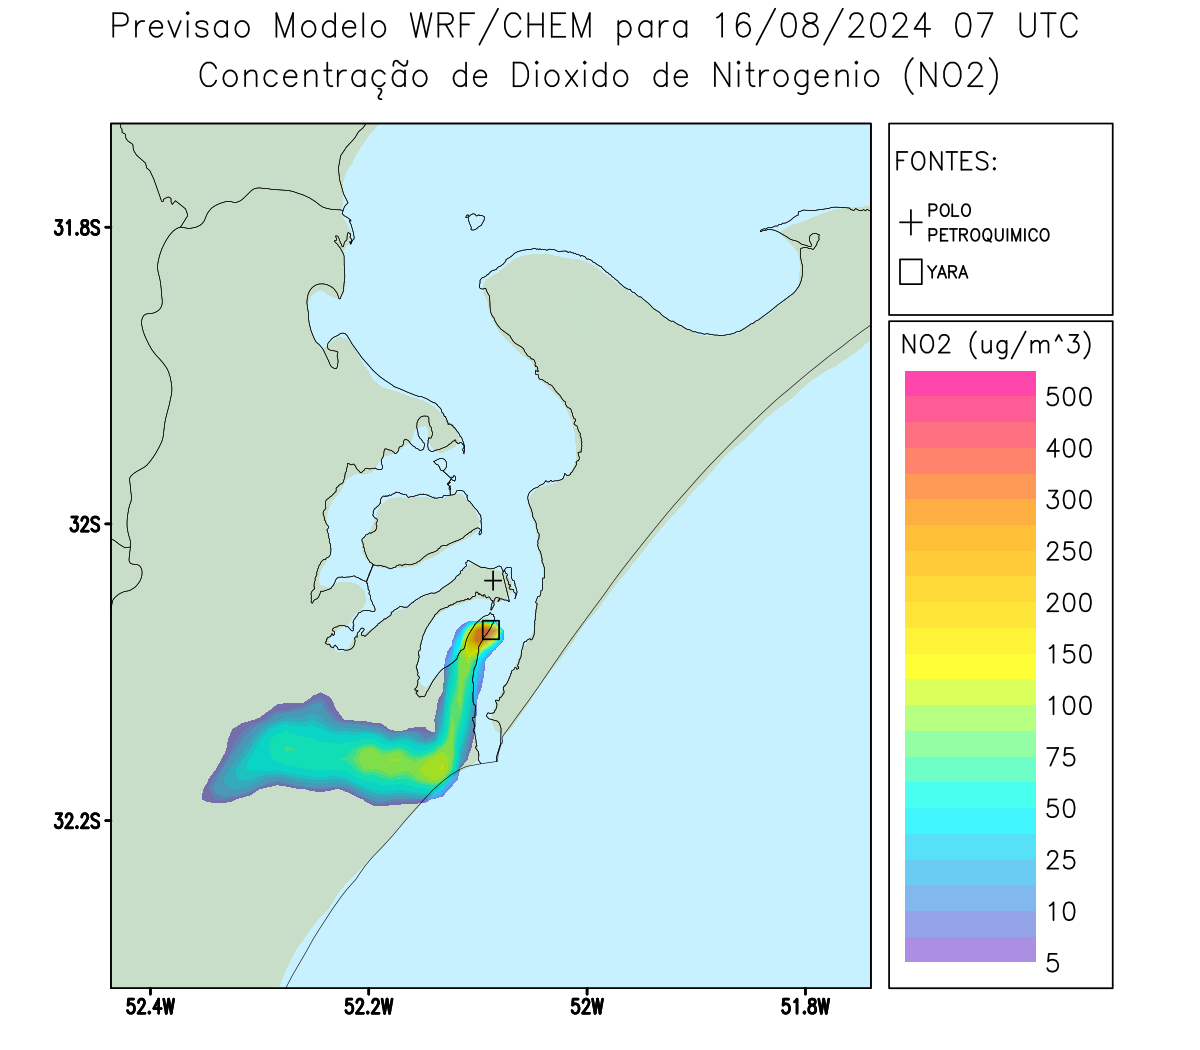 Previsao Modelo WRF/CHEM para 16/08/2024 07 UTC
Concentração de Dioxido de Nitrogenio (NO2)
FONTES:
POLO
PETROQUIMICO
YARA
31.8S
32S
32.2S
52.4W
52.2W
52W
51.8W
NO2 (ug/m^3)
500
400
300
250
200
150
100
75
50
25
10
5